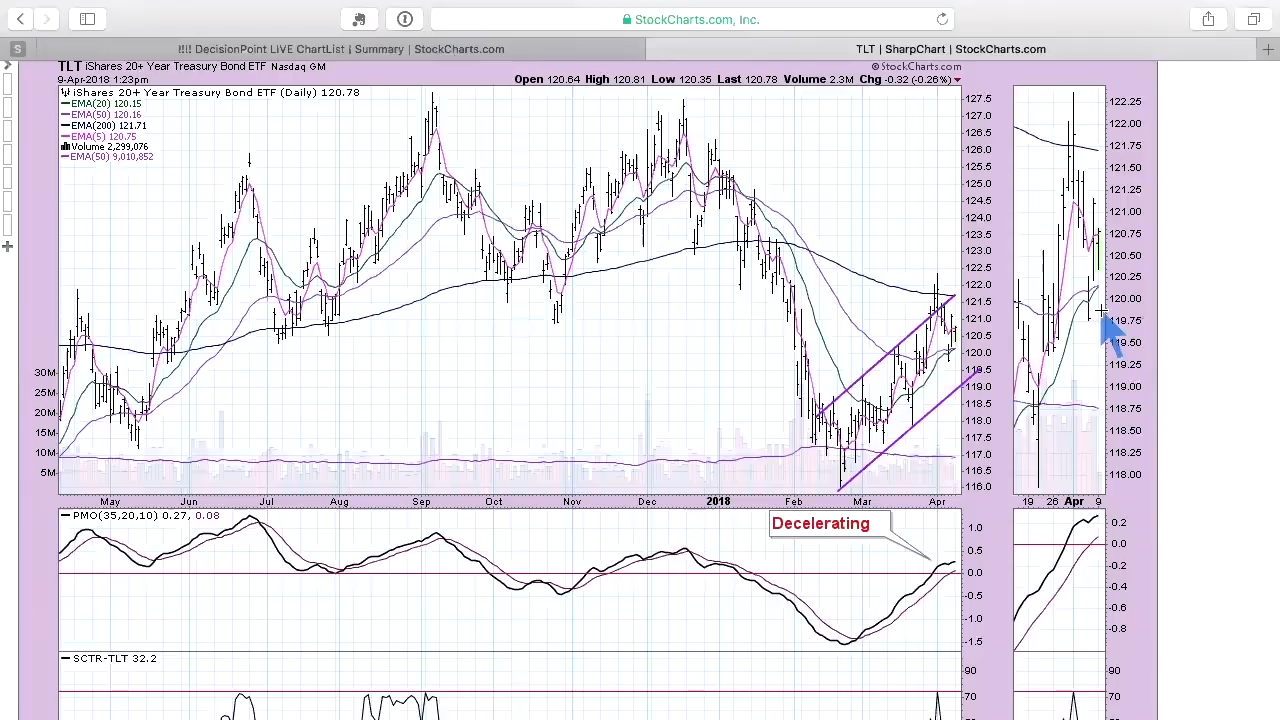 StockCharts.com, Inc.
S
!!!! DecisionPoint LIVE ChartList | Summary | StockCharts.com
TLT | SharpChart | StockCharts.com
TLT iShares 20+ Year Treasury Bond ETF Nasdaq GM
© StockCharts.com
9-Apr-2018 1:23pm
Open 120.64 High 120.81 Low 120.35 Last 120.78 Volume 2.3M Chg -0.32 (-0.26%)
iShares 20+ Year Treasury Bond ETF (Daily) 120.78
EMA(20) 120.15
EMA(50) 120.16
EMA(200) 121.71
EMA(5) 120.75
Volume 2,299,076
EMA(50) 9,010,852
127.5
127.0
126.5
126.0
125.5
125.0
124.5
124.0
123.5
123.0
122.5
122.0
121.5
121.0
120.5
120.0
119.5
119.0
118.5
118.0
117.5
117.0
116.5
116.0
30M
25M
20M
15M
10M
5M
122.25
122.00
121.75
121.50
121.25
121.00
120.75
120.50
120.25
120.00
119.75
119.50
119.25
119.00
118.75
118.50
118.25
118.00
May Jun Jul Aug Sep Oct Nov Dec 2018 Feb Mar Apr
19 26 Apr 9
PMO(35,20,10) 0.27, 0.08
Decelerating
1.0
0.5
0.0
-0.5
-1.0
-1.5
0.2
0.0
-0.2
-0.4
-0.6
-0.8
SCTR-TLT 32.2
90
70
90
70